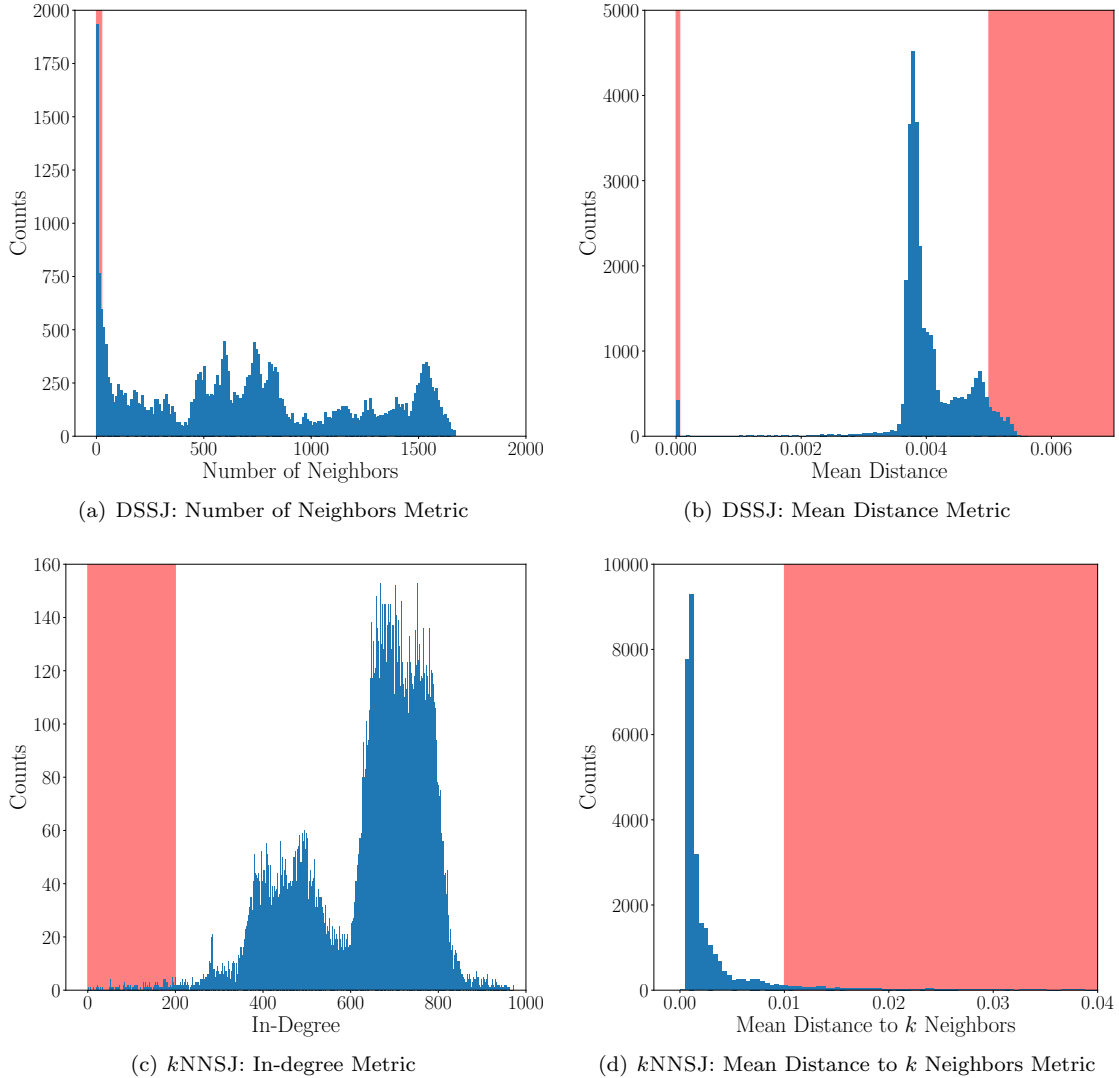 2000
1750
1500
1250
1000
750
500
250
0
Counts
0 500 1000 1500 2000
Number of Neighbors
(a) DSSJ: Number of Neighbors Metric
5000
4000
3000
2000
1000
0
Counts
0.000 0.002 0.004 0.006
Mean Distance
(b) DSSJ: Mean Distance Metric
160
140
120
100
80
60
40
20
0
Counts
0 200 400 600 800 1000
In-Degree
(c) kNNSJ: In-degree Metric
10000
8000
6000
4000
2000
0
Counts
0.00 0.01 0.02 0.03 0.04
Mean Distance to k Neighbors
(d) kNNSJ: Mean Distance to k Neighbors Metric